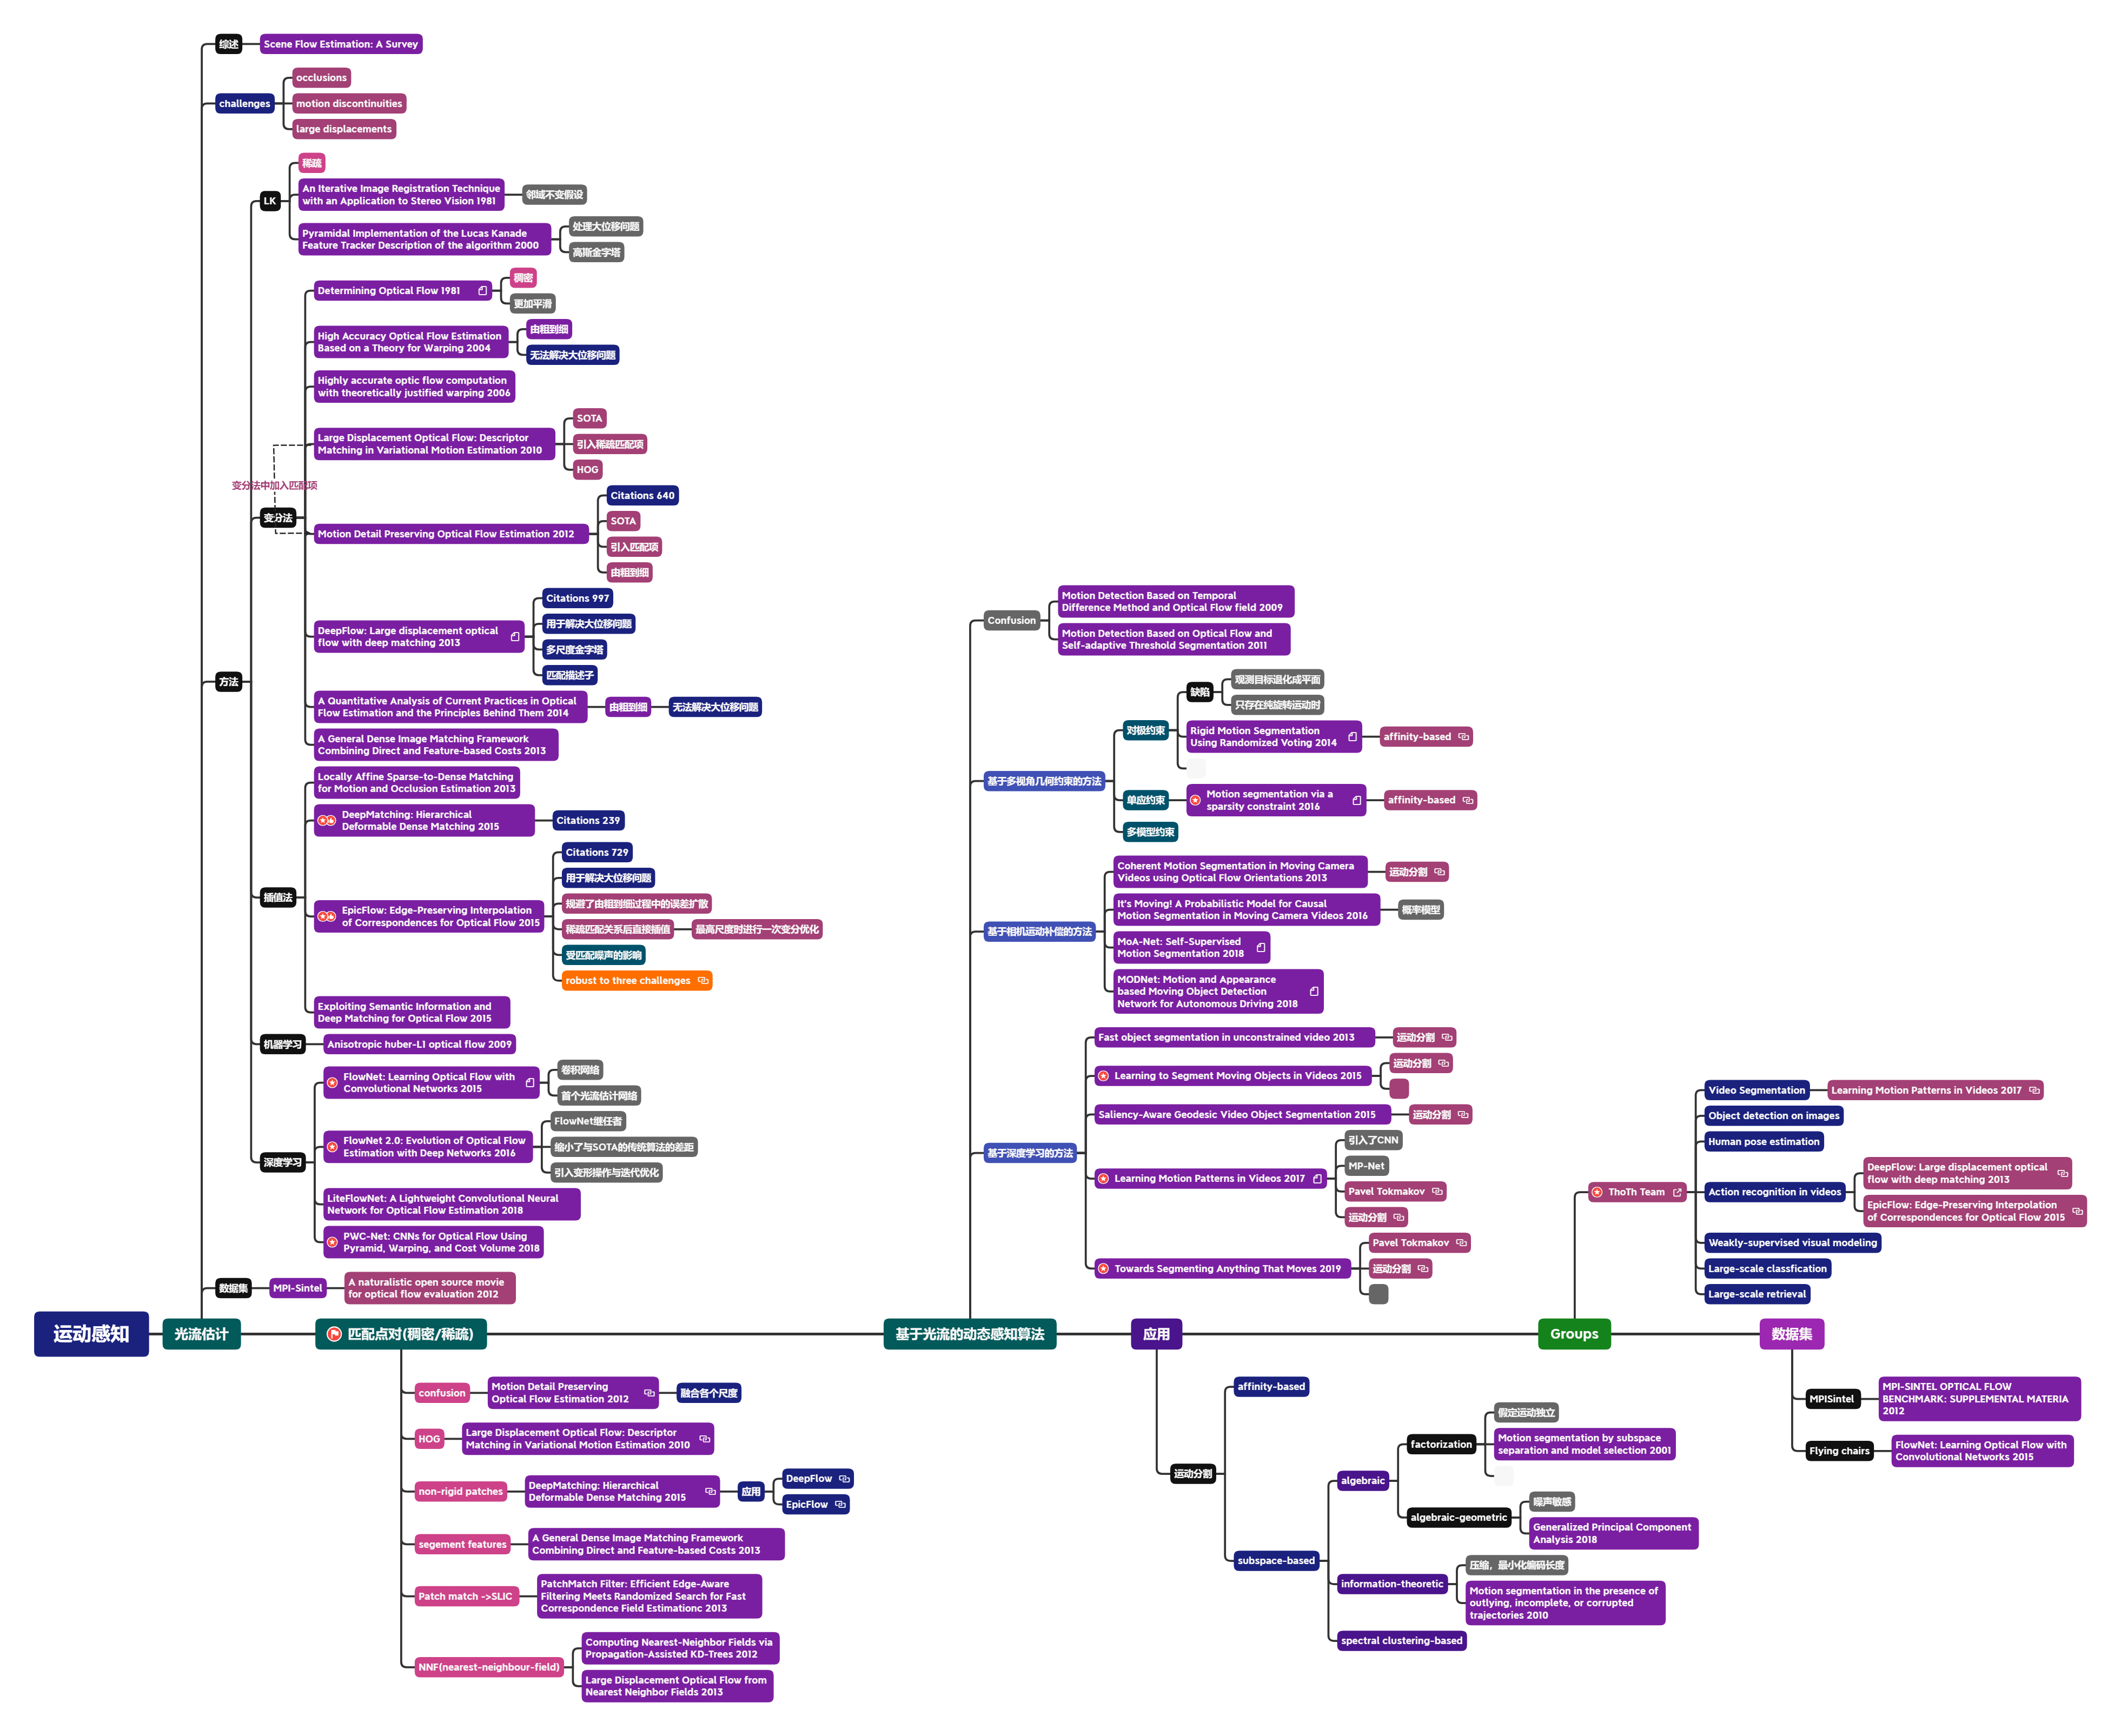 综述
Scene Flow Estimation: A Survey
challenges
occlusions
motion discontinuities
large displacements
方法
LK
稀疏
An Iterative Image Registration Technique
with an Application to Stereo Vision 1981
邻域不变假设
Pyramidal Implementation of the Lucas Kanade
Feature Tracker Description of the algorithm 2000
处理大位移问题
高斯金字塔
变分法
变分法中加入匹配项
Determining Optical Flow 1981
稠密
更加平滑
High Accuracy Optical Flow Estimation
Based on a Theory for Warping 2004
由粗到细
无法解决大位移问题
Highly accurate optic flow computation
with theoretically justified warping 2006
Large Displacement Optical Flow: Descriptor
Matching in Variational Motion Estimation 2010
SOTA
引入稀疏匹配项
HOG
Motion Detail Preserving Optical Flow Estimation 2012
Citations 640
SOTA
引入匹配项
由粗到细
DeepFlow: Large displacement optical
flow with deep matching 2013
Citations 997
用于解决大位移问题
多尺度金字塔
匹配描述子
A Quantitative Analysis of Current Practices in Optical
Flow Estimation and the Principles Behind Them 2014
由粗到细
无法解决大位移问题
A General Dense Image Matching Framework
Combining Direct and Feature-based Costs 2013
插值法
Locally Affine Sparse-to-Dense Matching
for Motion and Occlusion Estimation 2013
DeepMatching: Hierarchical
Deformable Dense Matching 2015
Citations 239
EpicFlow: Edge-Preserving Interpolation
of Correspondences for Optical Flow 2015
Citations 729
用于解决大位移问题
规避了由粗到细过程中的误差扩散
稀疏匹配关系后直接插值
最高尺度时进行一次变分优化
受匹配噪声的影响
robust to three challenges
Exploiting Semantic Information and
Deep Matching for Optical Flow 2015
机器学习
Anisotropic huber-L1 optical flow 2009
深度学习
FlowNet: Learning Optical Flow with
Convolutional Networks 2015
卷积网络
首个光流估计网络
FlowNet 2.0: Evolution of Optical Flow
Estimation with Deep Networks 2016
FlowNet继任者
缩小了与SOTA的传统算法的差距
引入变形操作与迭代优化
LiteFlowNet: A Lightweight Convolutional Neural
Network for Optical Flow Estimation 2018
PWC-Net: CNNs for Optical Flow Using
Pyramid, Warping, and Cost Volume 2018
数据集
MPI-Sintel
A naturalistic open source movie
for optical flow evaluation 2012
Confusion
Motion Detection Based on Temporal
Difference Method and Optical Flow field 2009
Motion Detection Based on Optical Flow and
Self-adaptive Threshold Segmentation 2011
基于多视角几何约束的方法
对极约束
缺陷
观测目标退化成平面
只存在纯旋转运动时
Rigid Motion Segmentation
Using Randomized Voting 2014
affinity-based
单应约束
Motion segmentation via a
sparsity constraint 2016
affinity-based
多模型约束
基于相机运动补偿的方法
Coherent Motion Segmentation in Moving Camera
Videos using Optical Flow Orientations 2013
运动分割
It's Moving! A Probabilistic Model for Causal
Motion Segmentation in Moving Camera Videos 2016
概率模型
MoA-Net: Self-Supervised
Motion Segmentation 2018
MODNet: Motion and Appearance
based Moving Object Detection
Network for Autonomous Driving 2018
基于深度学习的方法
Fast object segmentation in unconstrained video 2013
运动分割
Learning to Segment Moving Objects in Videos 2015
运动分割
Saliency-Aware Geodesic Video Object Segmentation 2015
运动分割
Learning Motion Patterns in Videos 2017
引入了CNN
MP-Net
Pavel Tokmakov
运动分割
Towards Segmenting Anything That Moves 2019
Pavel Tokmakov
运动分割
ThoTh Team
Video Segmentation
Learning Motion Patterns in Videos 2017
Object detection on images
Human pose estimation
Action recognition in videos
DeepFlow: Large displacement optical
flow with deep matching 2013
EpicFlow: Edge-Preserving Interpolation
of Correspondences for Optical Flow 2015
Weakly-supervised visual modeling
Large-scale classfication
Large-scale retrieval
运动感知
光流估计
匹配点对(稠密/稀疏)
基于光流的动态感知算法
应用
Groups
数据集
confusion
Motion Detail Preserving
Optical Flow Estimation 2012
融合各个尺度
HOG
Large Displacement Optical Flow: Descriptor
Matching in Variational Motion Estimation 2010
non-rigid patches
DeepMatching: Hierarchical
Deformable Dense Matching 2015
应用
DeepFlow
EpicFlow
segement features
A General Dense Image Matching Framework
Combining Direct and Feature-based Costs 2013
Patch match ->SLIC
PatchMatch Filter: Efficient Edge-Aware
Filtering Meets Randomized Search for Fast
Correspondence Field Estimationc 2013
NNF(nearest-neighbour-field)
Computing Nearest-Neighbor Fields via
Propagation-Assisted KD-Trees 2012
Large Displacement Optical Flow from
Nearest Neighbor Fields 2013
运动分割
affinity-based
subspace-based
algebraic
factorization
假定运动独立
Motion segmentation by subspace
separation and model selection 2001
algebraic-geometric
噪声敏感
Generalized Principal Component
Analysis 2018
information-theoretic
压缩，最小化编码长度
Motion segmentation in the presence of
outlying, incomplete, or corrupted
trajectories 2010
spectral clustering-based
MPISintel
MPI-SINTEL OPTICAL FLOW
BENCHMARK: SUPPLEMENTAL MATERIA
2012
Flying chairs
FlowNet: Learning Optical Flow with
Convolutional Networks 2015